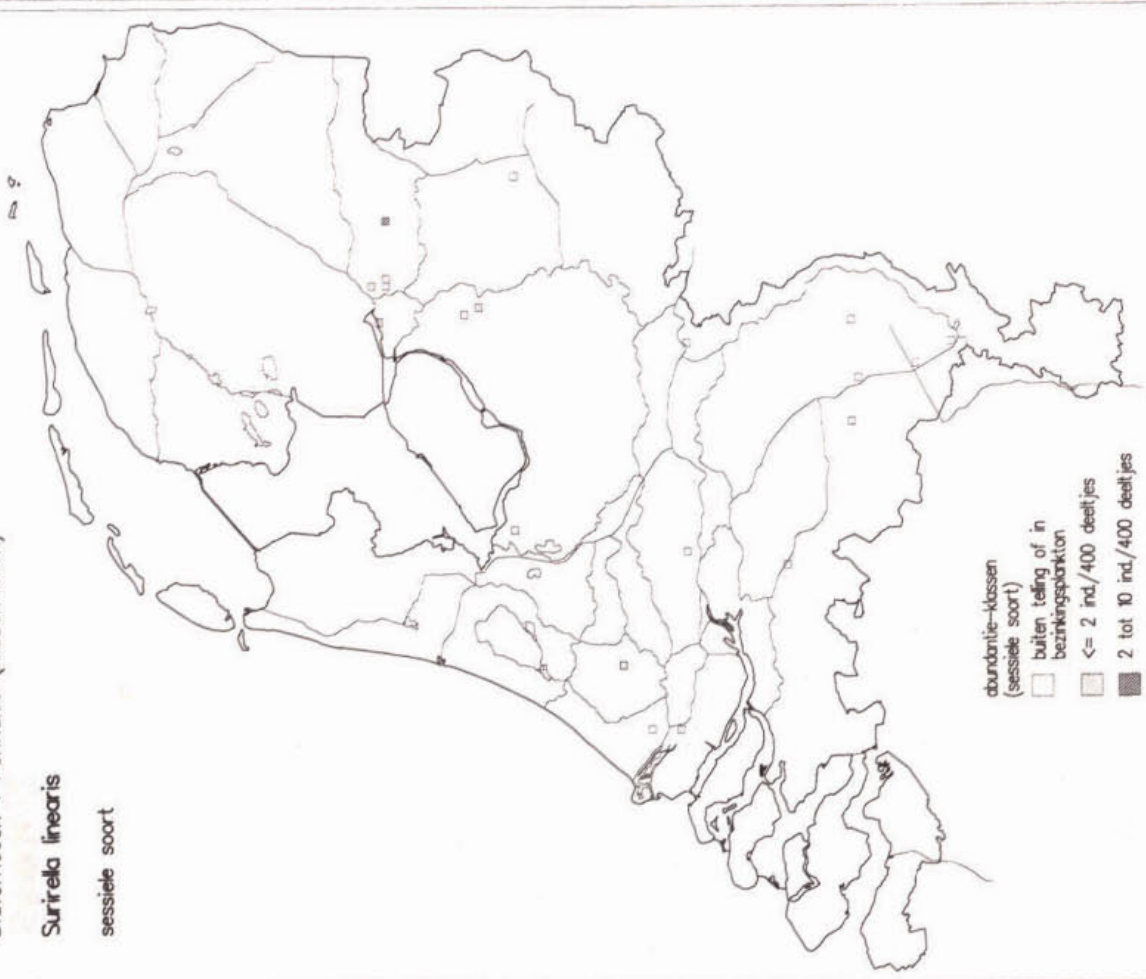 Surirella linearis
sessiele soort
abundantie-klassen
(sessiele soort)
buiten telling of in
bezinkingsplankton
<= 2 ind./400 deeltjes
2 tot 10 ind./400 deeltjes